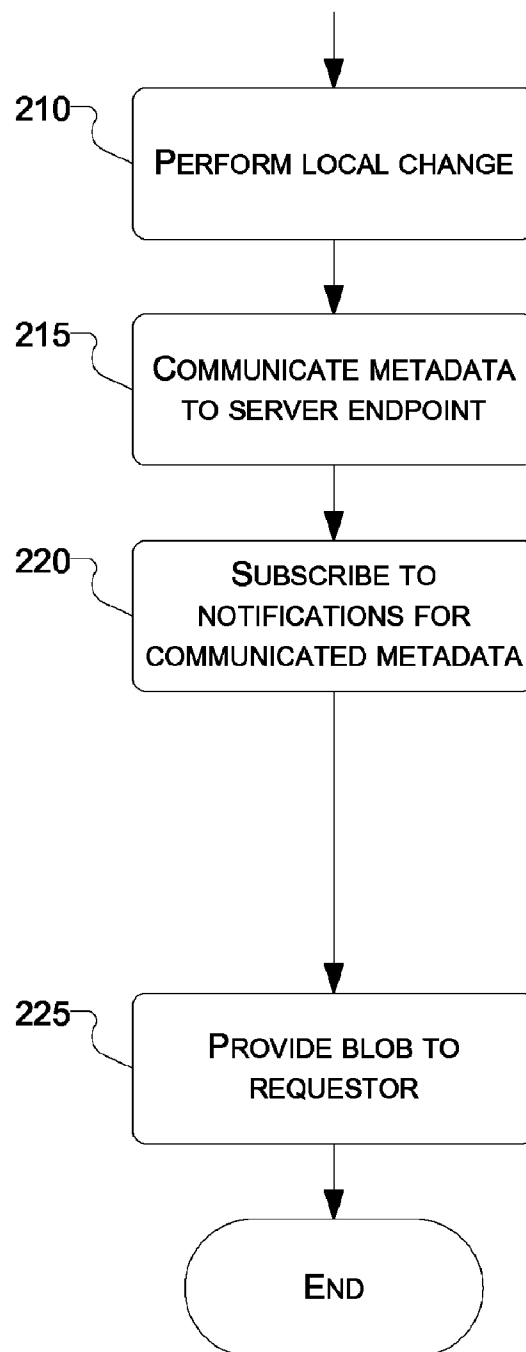 210
PERFORM LOCAL CHANGE
215
COMMUNICATE METADATA
TO SERVER ENDPOINT
220
SUBSCRIBE TO
NOTIFICATIONS FOR
COMMUNICATED METADATA
225
PROVIDE BLOB TO
REQUESTOR
END